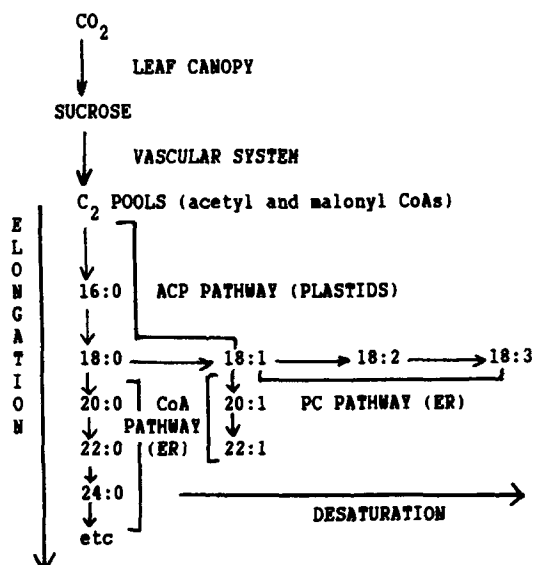 CO2
LEAF CANOPY
SUCROSE
VASCULAR SYSTEM
C2 POOLS (acetyl and malonyl CoAs)
ELONGATION
16:0 ACP PATHWAY (PLASTIDS)
18:0 18:1 18:2 18:3
20:0 CoA 20:1 PC PATHWAY (ER)
PATHWAY
22:0 (ER) 22:1
24:0
DESATURATION
etc